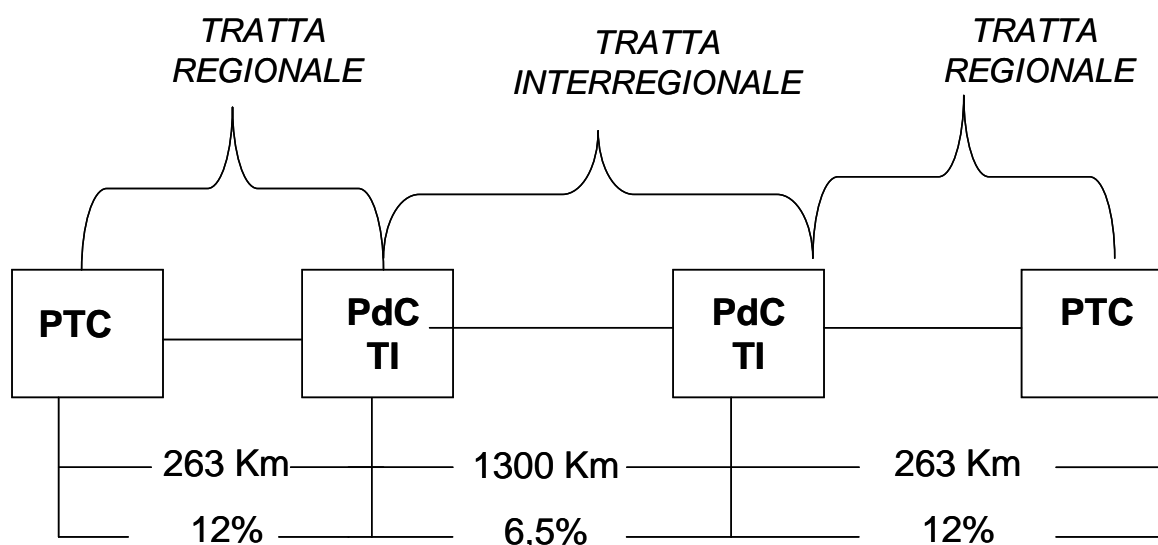 TRATTA
REGIONALE
TRATTA
INTERREGIONALE
TRATTA
REGIONALE
PTC
PdC
TI
PdC
TI
PTC
263 Km
1300 Km
263 Km
12%
6,5%
12%